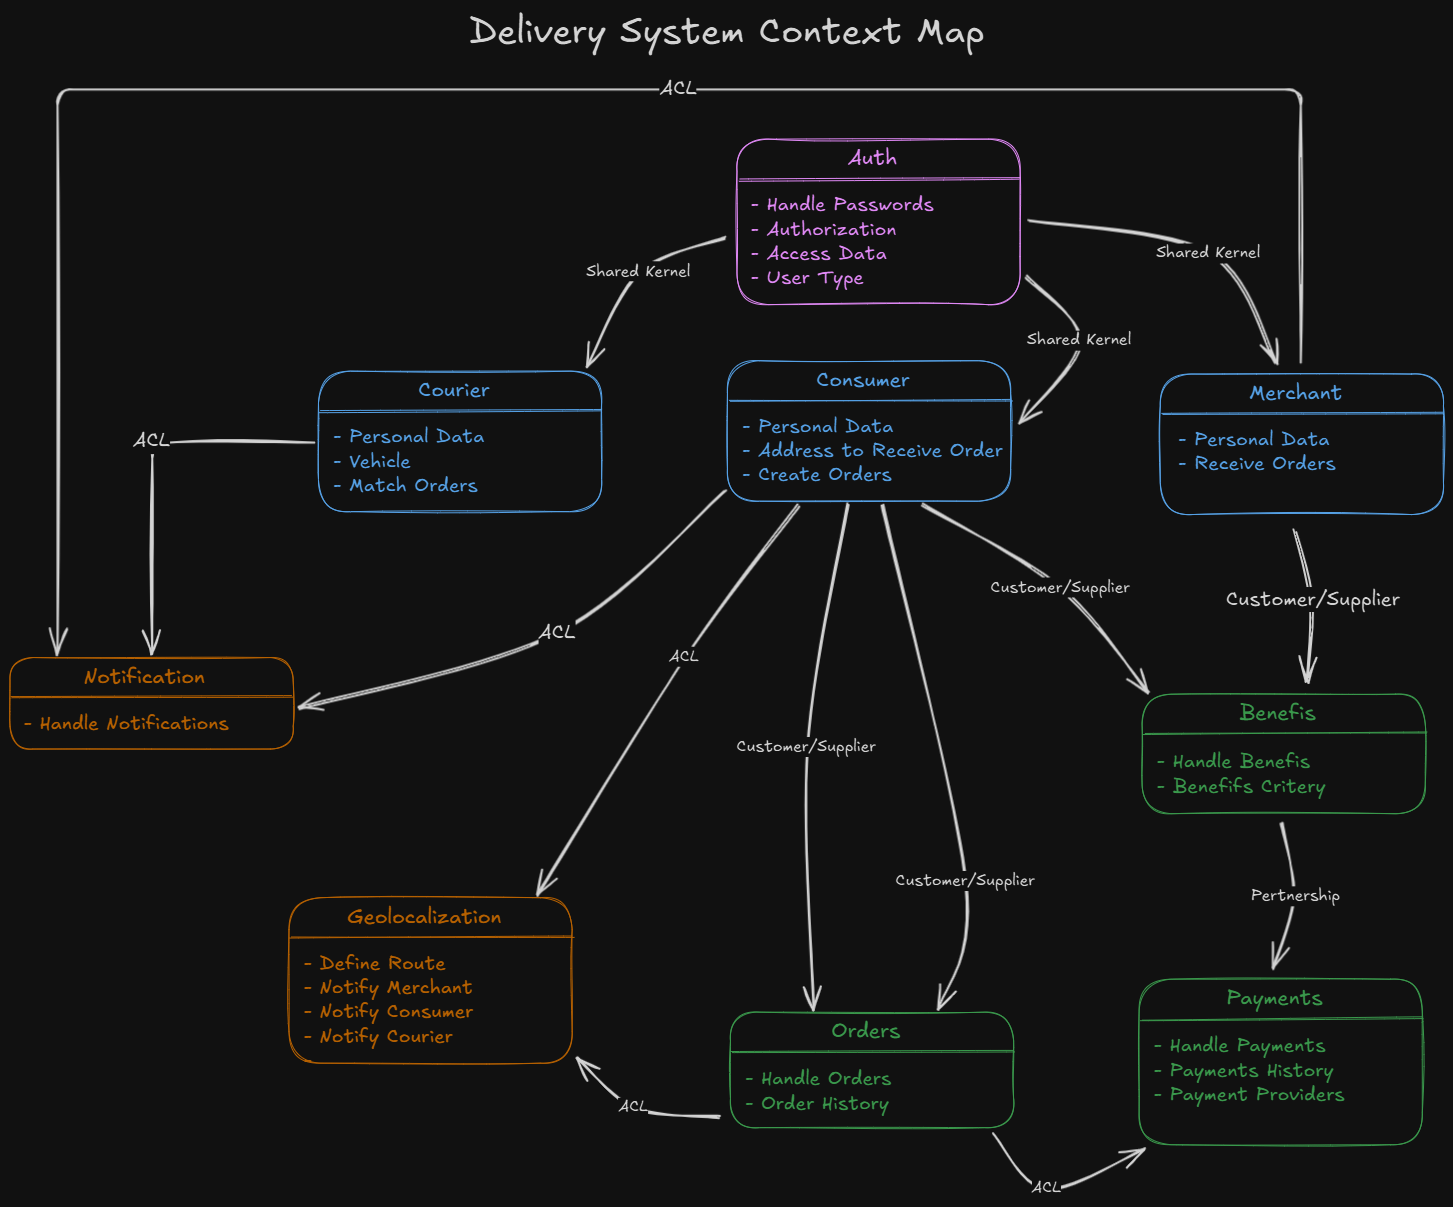 Delivery System Context Map
ACL
Auth
- Handle Passwords
- Authorization
- Access Data
- User Type
Shared Kernel
Shared Kernel
Shared Kernel
Courier
- Personal Data
- Vehicle
- Match Orders
Consumer
- Personal Data
- Address to Receive Order
- Create Orders
Merchant
- Personal Data
- Receive Orders
ACL
ACL
ACL
Customer/Supplier
Customer/Supplier
Customer/Supplier
Customer/Supplier
Notification
- Handle Notifications
Benefis
- Handle Benefis
- Benefifs Critery
Pertnership
Geolocalization
- Define Route
- Notify Merchant
- Notify Consumer
- Notify Courier
Orders
- Handle Orders
- Order History
Payments
- Handle Payments
- Payments History
- Payment Providers
ACL
ACL